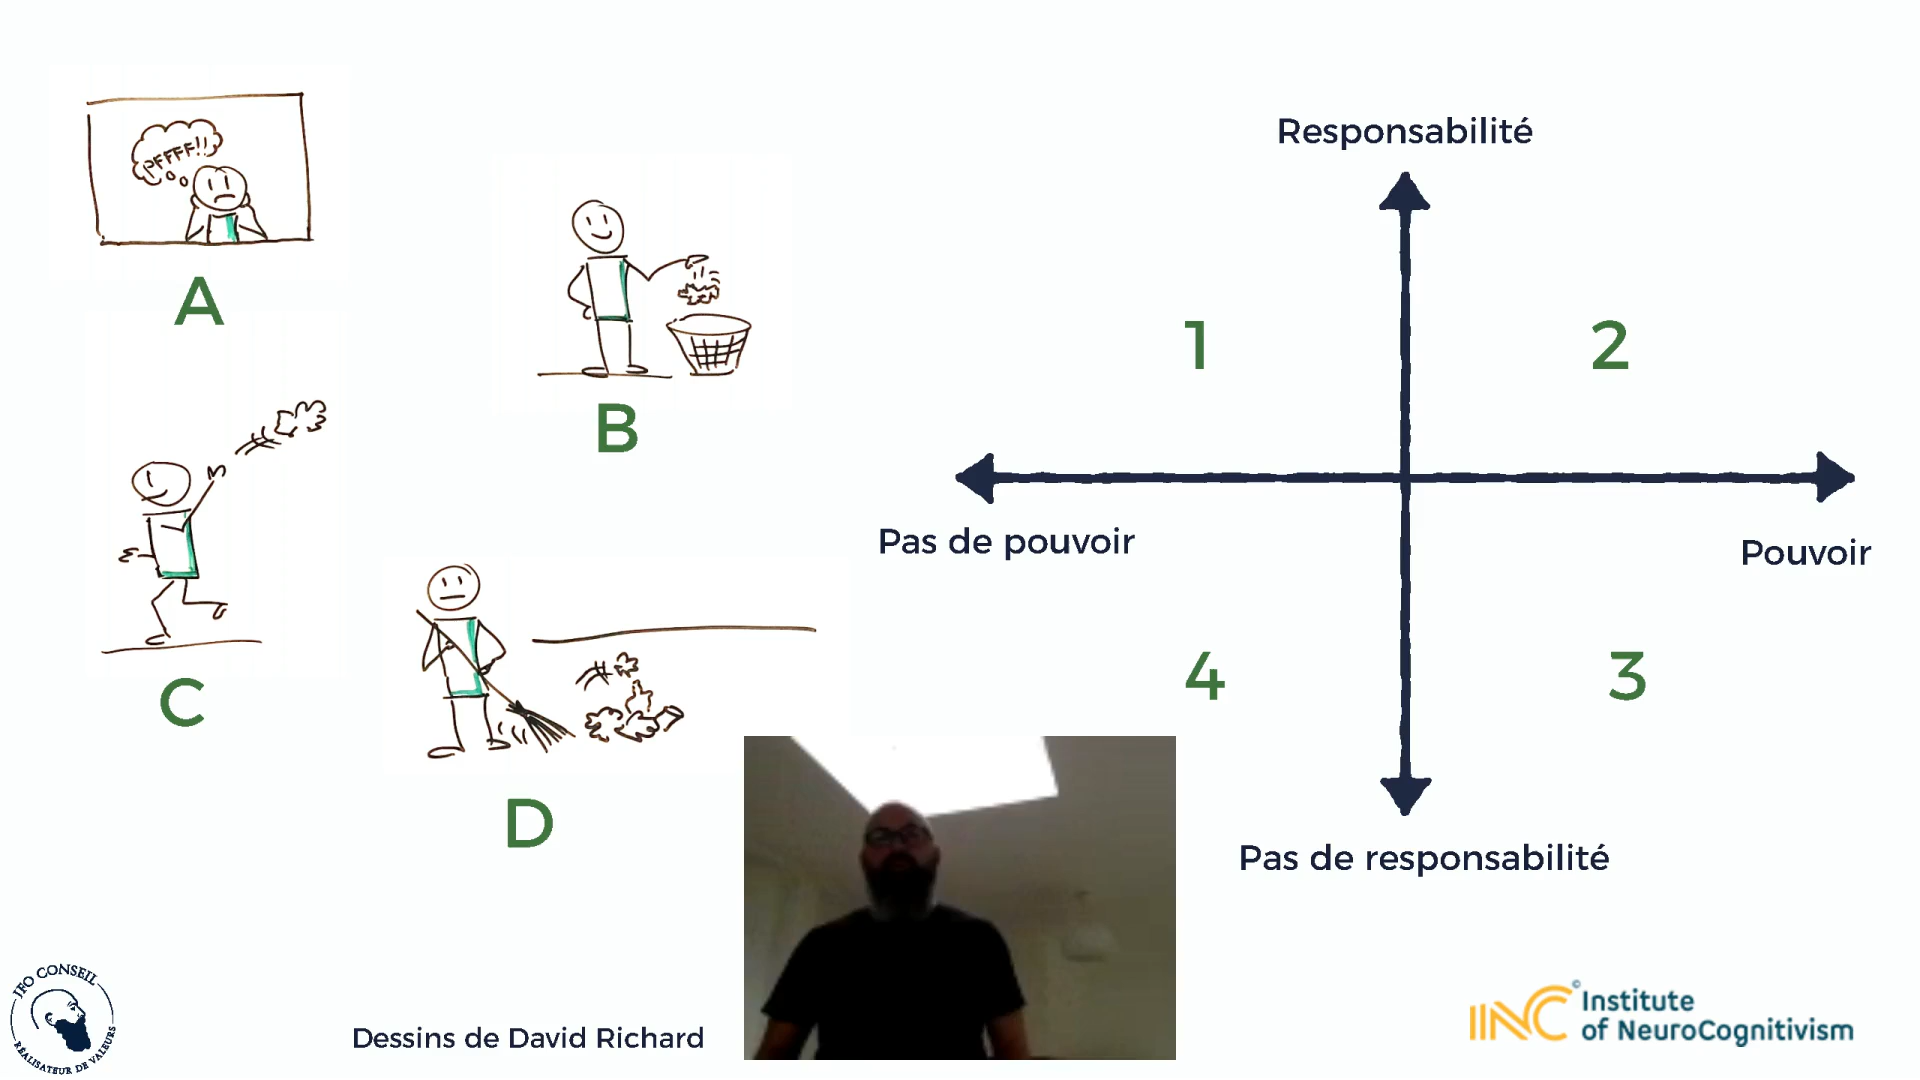 PFFFF!!
A
B
C
D
Responsabilité
1
2
Pas de pouvoir
Pouvoir
4
3
Pas de responsabilité
JFO CONSEIL
RÉALISATEUR DE VALEURS
Dessins de David Richard
INC©
Institute
of NeuroCognitivism